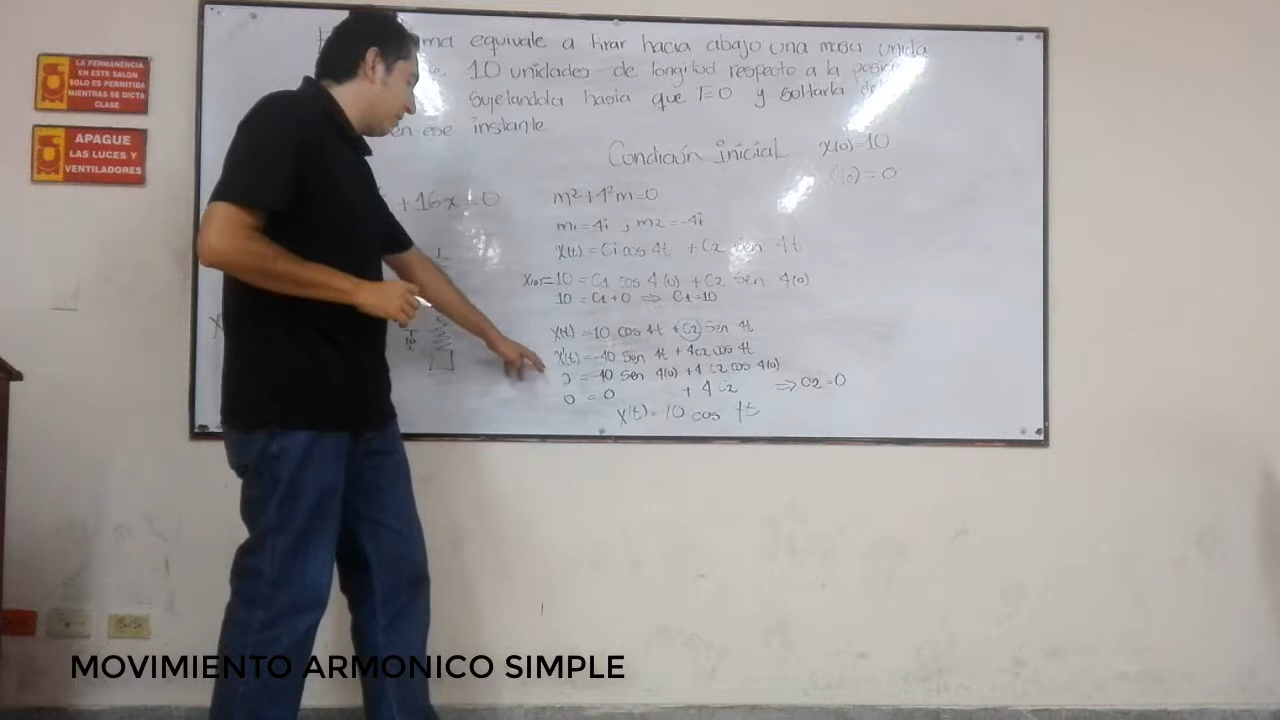 LA PERMANENCIA
EN ESTE SALON
SOLO ES PERMITIDA
MIENTRAS SE DICTA
CLASE
APAGUE
LAS LUCES Y
VENTILADORES
ma equivale a tirar hacia abajo una masa unida
10 unidades de longitud respecto a la
sujetandola hasta que T=0 y soltarla
en ese instante
Condición inicial x(0)=10
(0)=0
+16x=0
m²+4²m=0
m1=4i , m2=-4i
x(t)=C1 cos 4t +C2 sen 4t
x(0)=10 = C1 cos 4(0) +C2 sen 4(0)
10 = C1+0 ⇒ C1=10
x(t)=10 cos 4t +C2 Sen 4t
x'(t)=-40 Sen 4t + 4C2 cos 4t
0 =-40 Sen 4(0)+4 C2 cos 4(0)
0 = 0 + 4 C2 ⇒ C2=0
x(t)=10 cos 4t
MOVIMIENTO ARMONICO SIMPLE